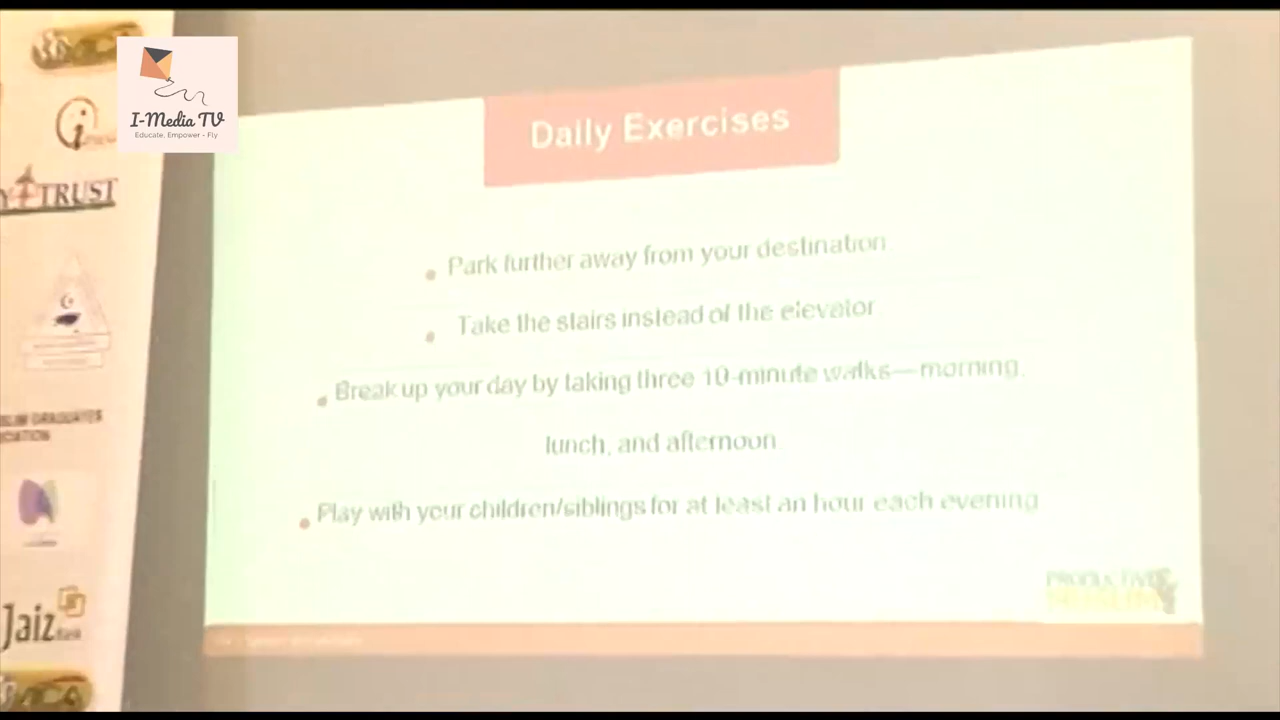 I-Media TV
Educate, Empower - Fly
TRUST
Jaiz
Daily Exercises
Park further away from your destination
Take the stairs instead of the elevator
Break up your day by taking three 10-minute walks—morning,
lunch, and afternoon
Play with your children/siblings for at least an hour each evening
PRODUCTIVE